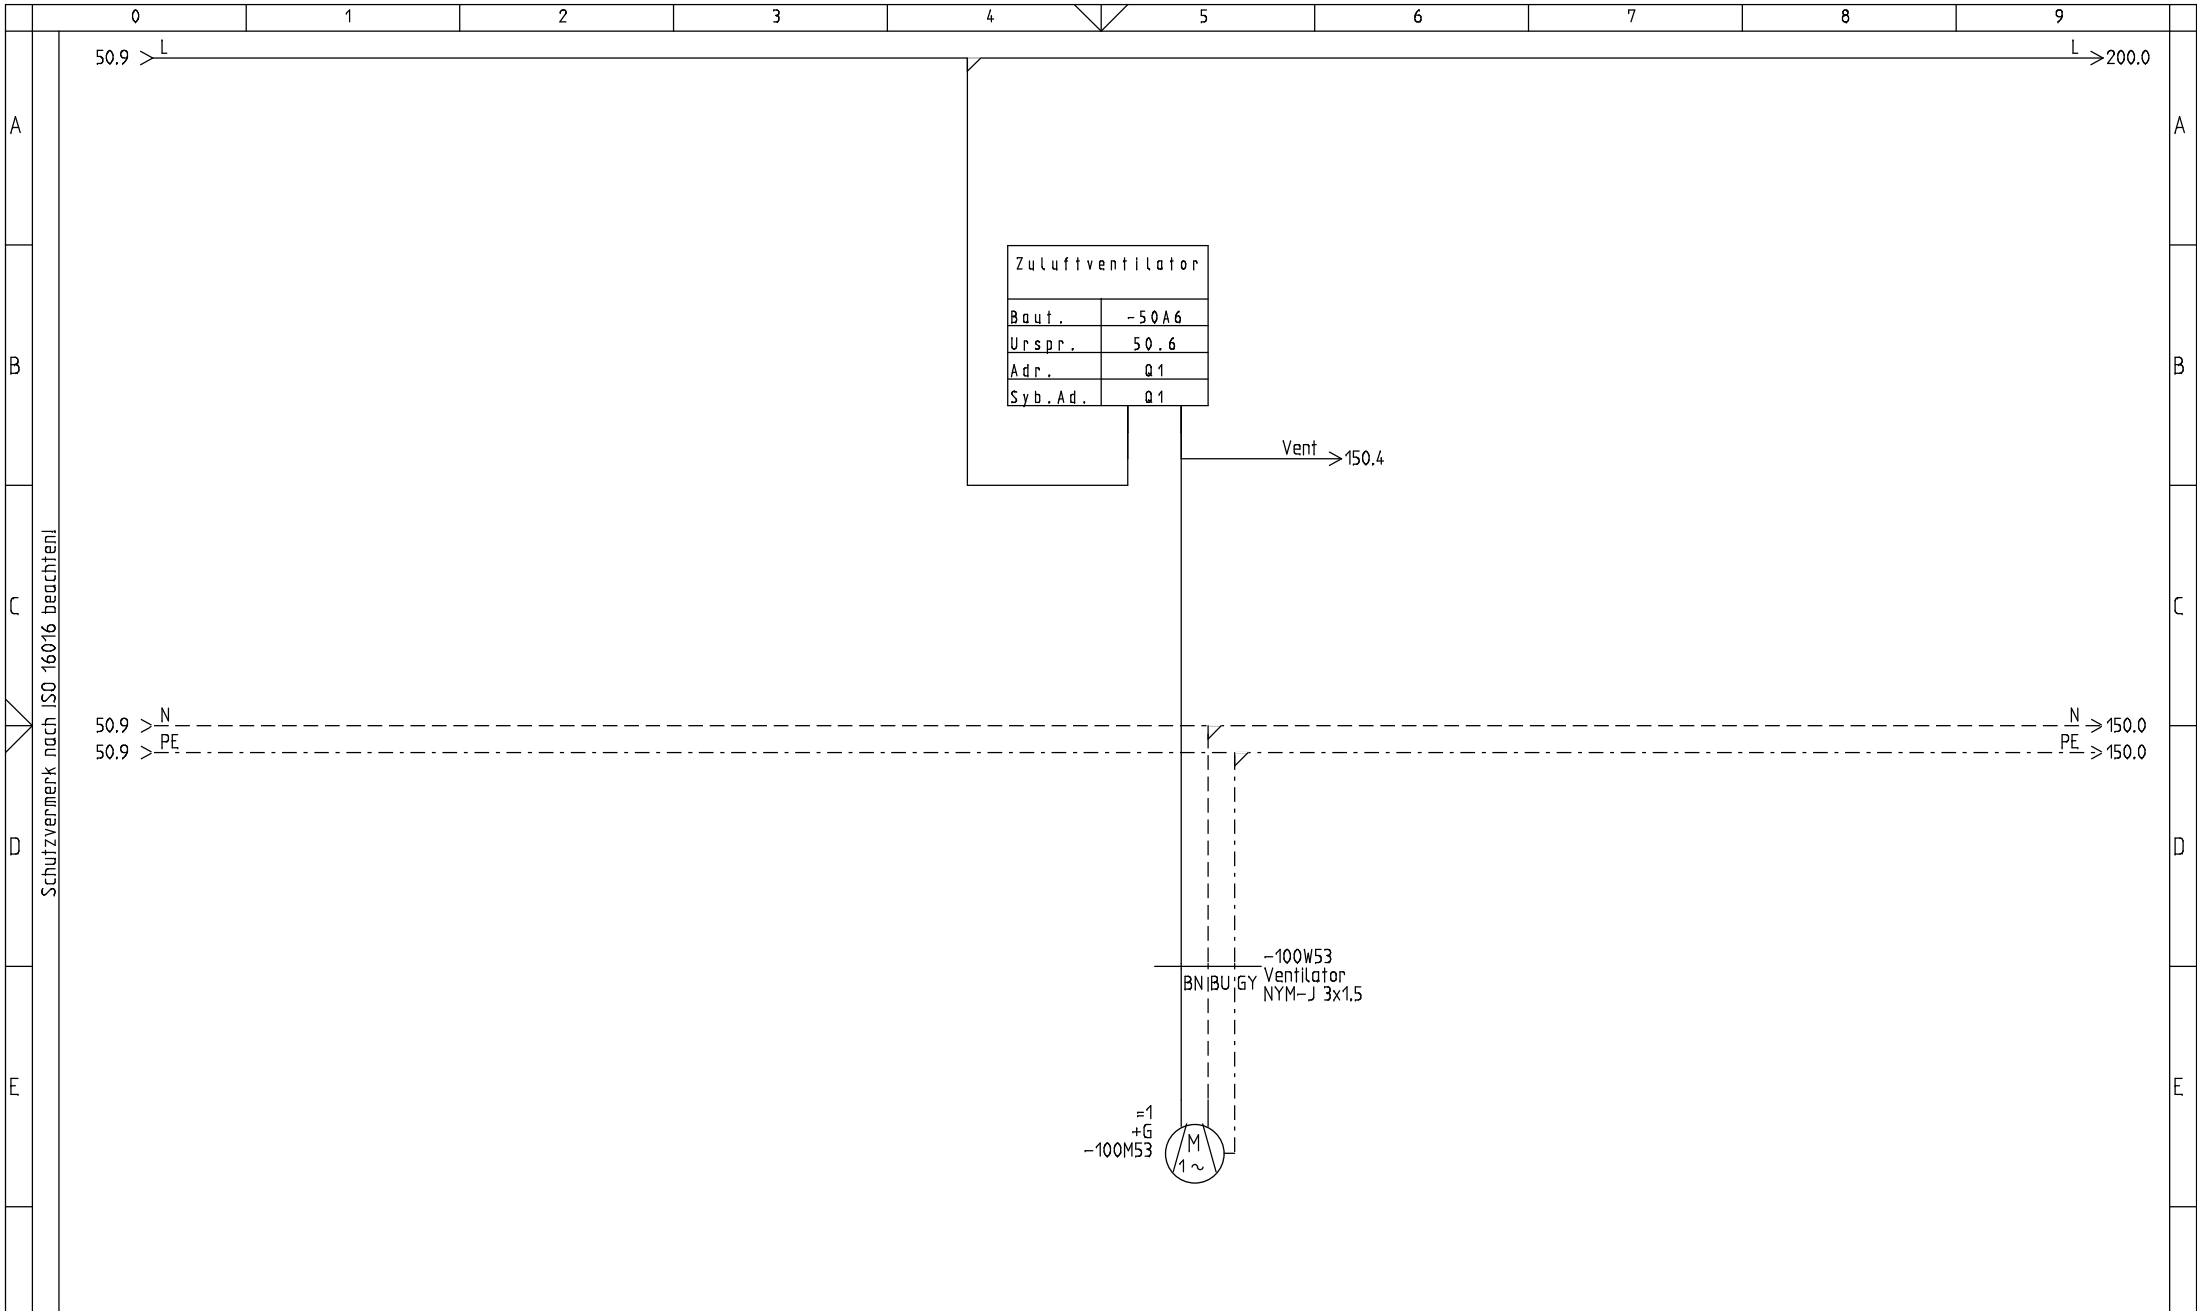 0 1 2 3 4 5 6 7 8 9
50.9 L L 200.0
A A
Zuluftventilator
Baut. -50A6
Urspr. 50.6
Adr. Q1
Syb.Ad. Q1
B B
Vent 150.4
C C
Schutzvermerk nach ISO 16016 beachten!
50.9 N N 150.0
50.9 PE PE 150.0
D D
-100W53
Ventilator
NYM-J 3x1.5
BN BU GY
E E
=1
+G
-100M53
M
1~